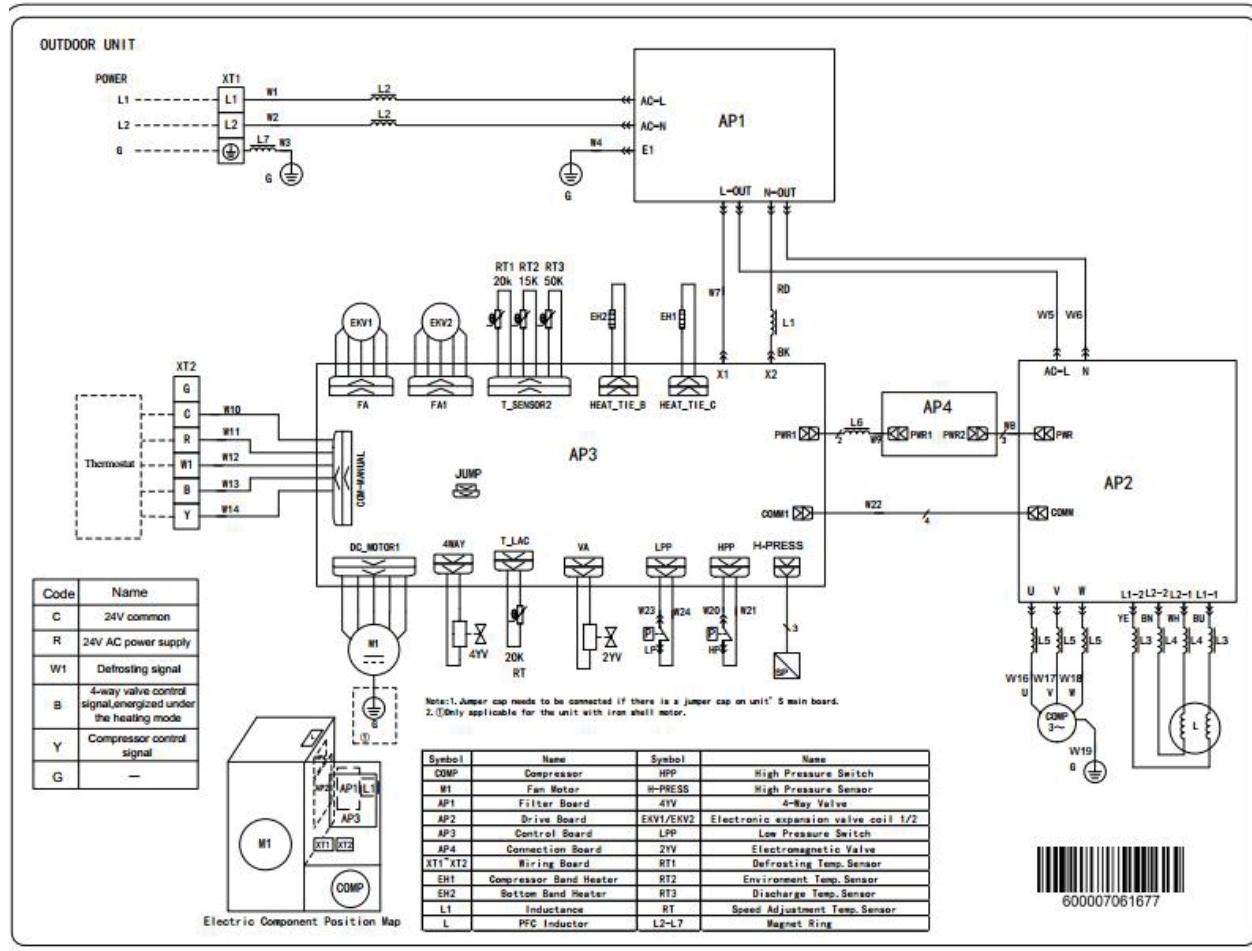 OUTDOOR UNIT
POWER
XT1
L1
L1
W1
L2
AC-L
L2
L2
W2
L2
AC-N
G
L7
W3
G
W4
G
E1
AP1
L-OUT
N-OUT
RT1 RT2 RT3
20k 15K 50K
EKV1
EKV2
EH2
EH1
W7
RD
L1
BK
W5
W6
FA
FA1
T_SENSOR2
HEAT_TIE_B
HEAT_TIE_C
X1
X2
AC-L
N
XT2
G
C
W10
R
W11
W1
W12
B
W13
Y
W14
Thermostat
COM-MANUAL
AP3
JUMP
PWR1
2
L6
W9
AP4
PWR1
PWR2
W8
3
PWR
AP2
COMM1
W22
4
COMM
DC_MOTOR1
4WAY
T_LAC
VA
LPP
HPP
H-PRESS
M1
G
①
4YV
20K
RT
2YV
W23
W24
P
LP
W20
W21
P
HP
3
SP
U
V
W
L1-2
L2-2
L2-1
L1-1
YE
BN
WH
BU
L5
L5
L5
L3
L4
L4
L3
W16
W17
W18
U
V
W
COMP
3~
W19
G
L
Note:1.Jumper cap needs to be connected if there is a jumper cap on unit' S main board.
2. ①Only applicable for the unit with iron shell motor.
Code Name
C 24V common
R 24V AC power supply
W1 Defrosting signal
B 4-way valve control
signal,energized under
the heating mode
Y Compressor control
signal
G —
L
AP2
AP1
L1
AP3
XT1
XT2
M1
COMP
Electric Component Position Map
Symbol Name Symbol Name
COMP Compressor HPP High Pressure Switch
M1 Fan Motor H-PRESS High Pressure Sensor
AP1 Filter Board 4YV 4-Way Valve
AP2 Drive Board EKV1/EKV2 Electronic expansion valve coil 1/2
AP3 Control Board LPP Low Pressure Switch
AP4 Connection Board 2YV Electromagnetic Valve
XT1~XT2 Wiring Board RT1 Defrosting Temp.Sensor
EH1 Compressor Band Heater RT2 Environment Temp.Sensor
EH2 Bottom Band Heater RT3 Discharge Temp.Sensor
L1 Inductance RT Speed Adjustment Temp.Sensor
L PFC Inductor L2-L7 Magnet Ring
600007061677